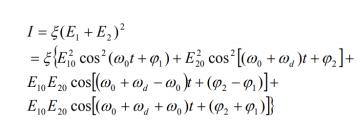 I = ξ(E₁ + E₂)²
= ξ{E₁₀² cos²(ω₀t + φ₁) + E₂₀² cos²[(ω₀ + ω_d)t + φ₂] +
E₁₀E₂₀ cos[(ω₀ + ω_d − ω₀)t + (φ₂ − φ₁)] +
E₁₀E₂₀ cos[(ω₀ + ω_d + ω₀)t + (φ₂ + φ₁)]}